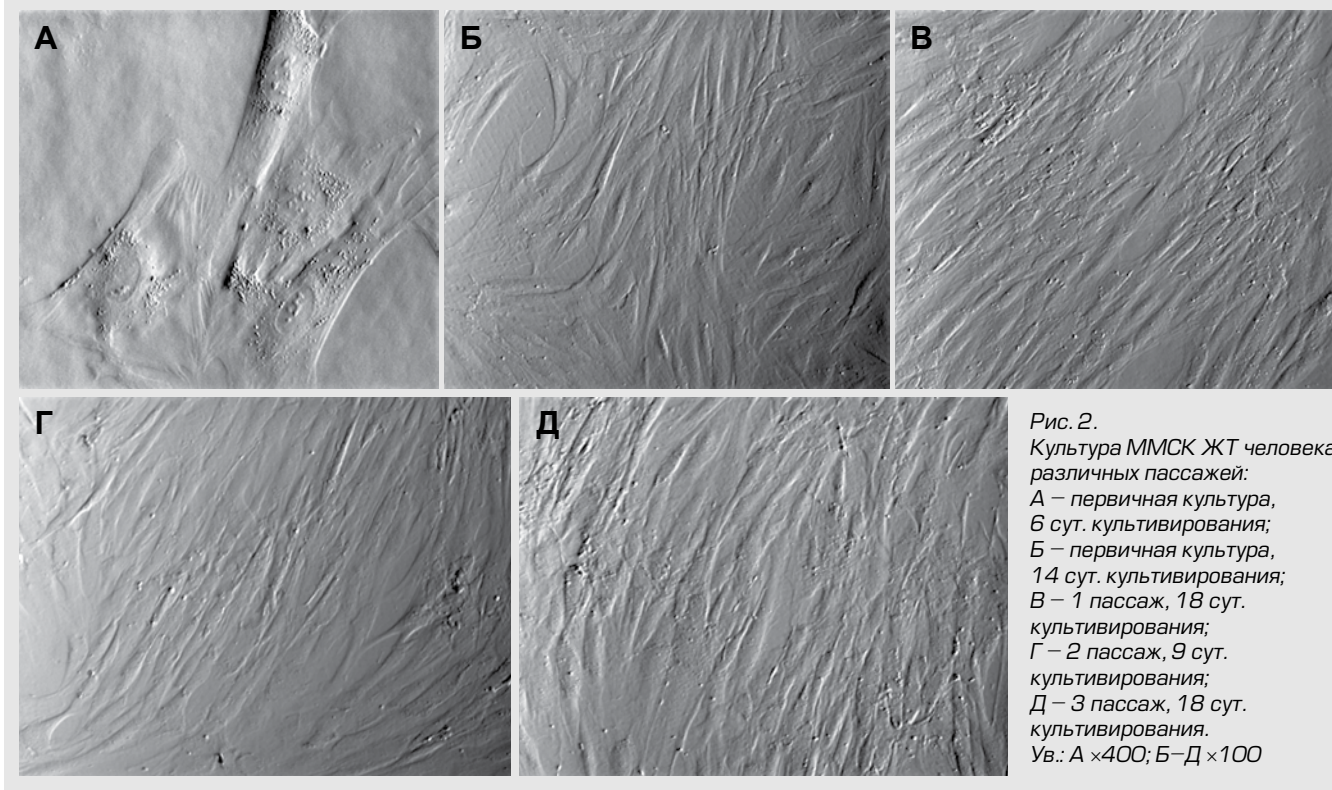 А
Б
В
Г
Д
Рис. 2.
Культура ММСК ЖТ человека
различных пассажей:
А – первичная культура,
6 сут. культивирования;
Б – первичная культура,
14 сут. культивирования;
В – 1 пассаж, 18 сут.
культивирования;
Г – 2 пассаж, 9 сут.
культивирования;
Д – 3 пассаж, 18 сут.
культивирования.
Ув.: А ×400; Б–Д ×100